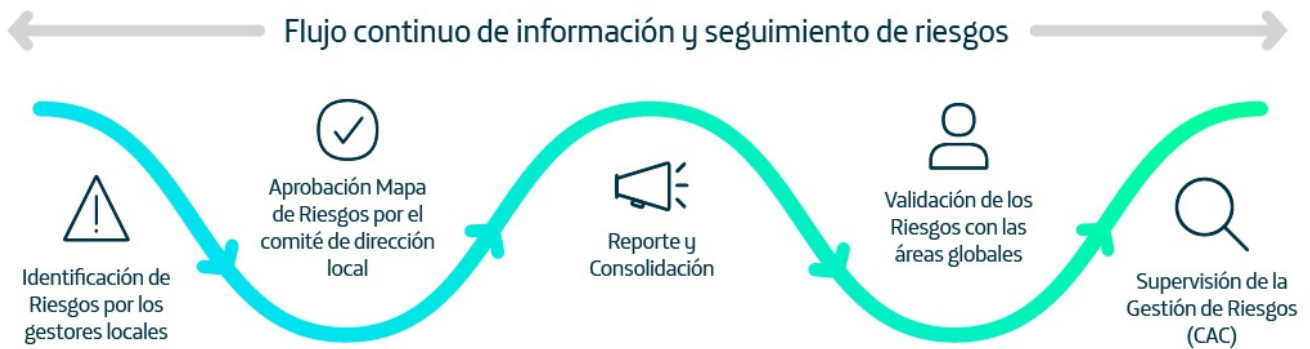 Flujo continuo de información y seguimiento de riesgos
Identificación de
Riesgos por los
gestores locales
Aprobación Mapa
de Riesgos por el
comité de dirección
local
Reporte y
Consolidación
Validación de los
Riesgos con las
áreas globales
Supervisión de la
Gestión de Riesgos
(CAC)